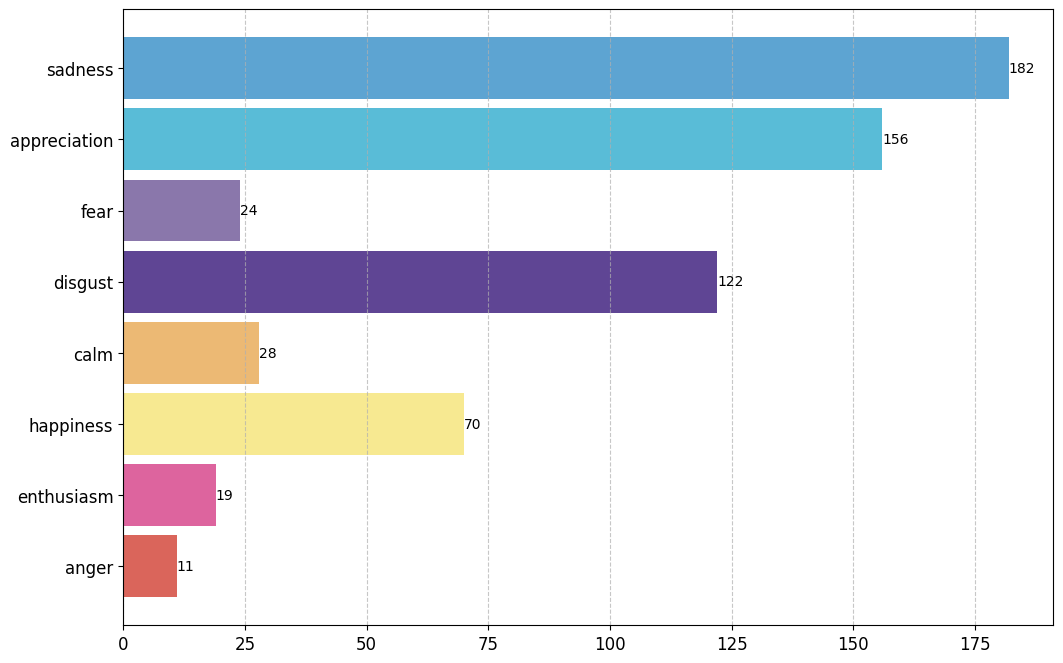 sadness 182
appreciation 156
fear 24
disgust 122
calm 28
happiness 70
enthusiasm 19
anger 11
0 25 50 75 100 125 150 175